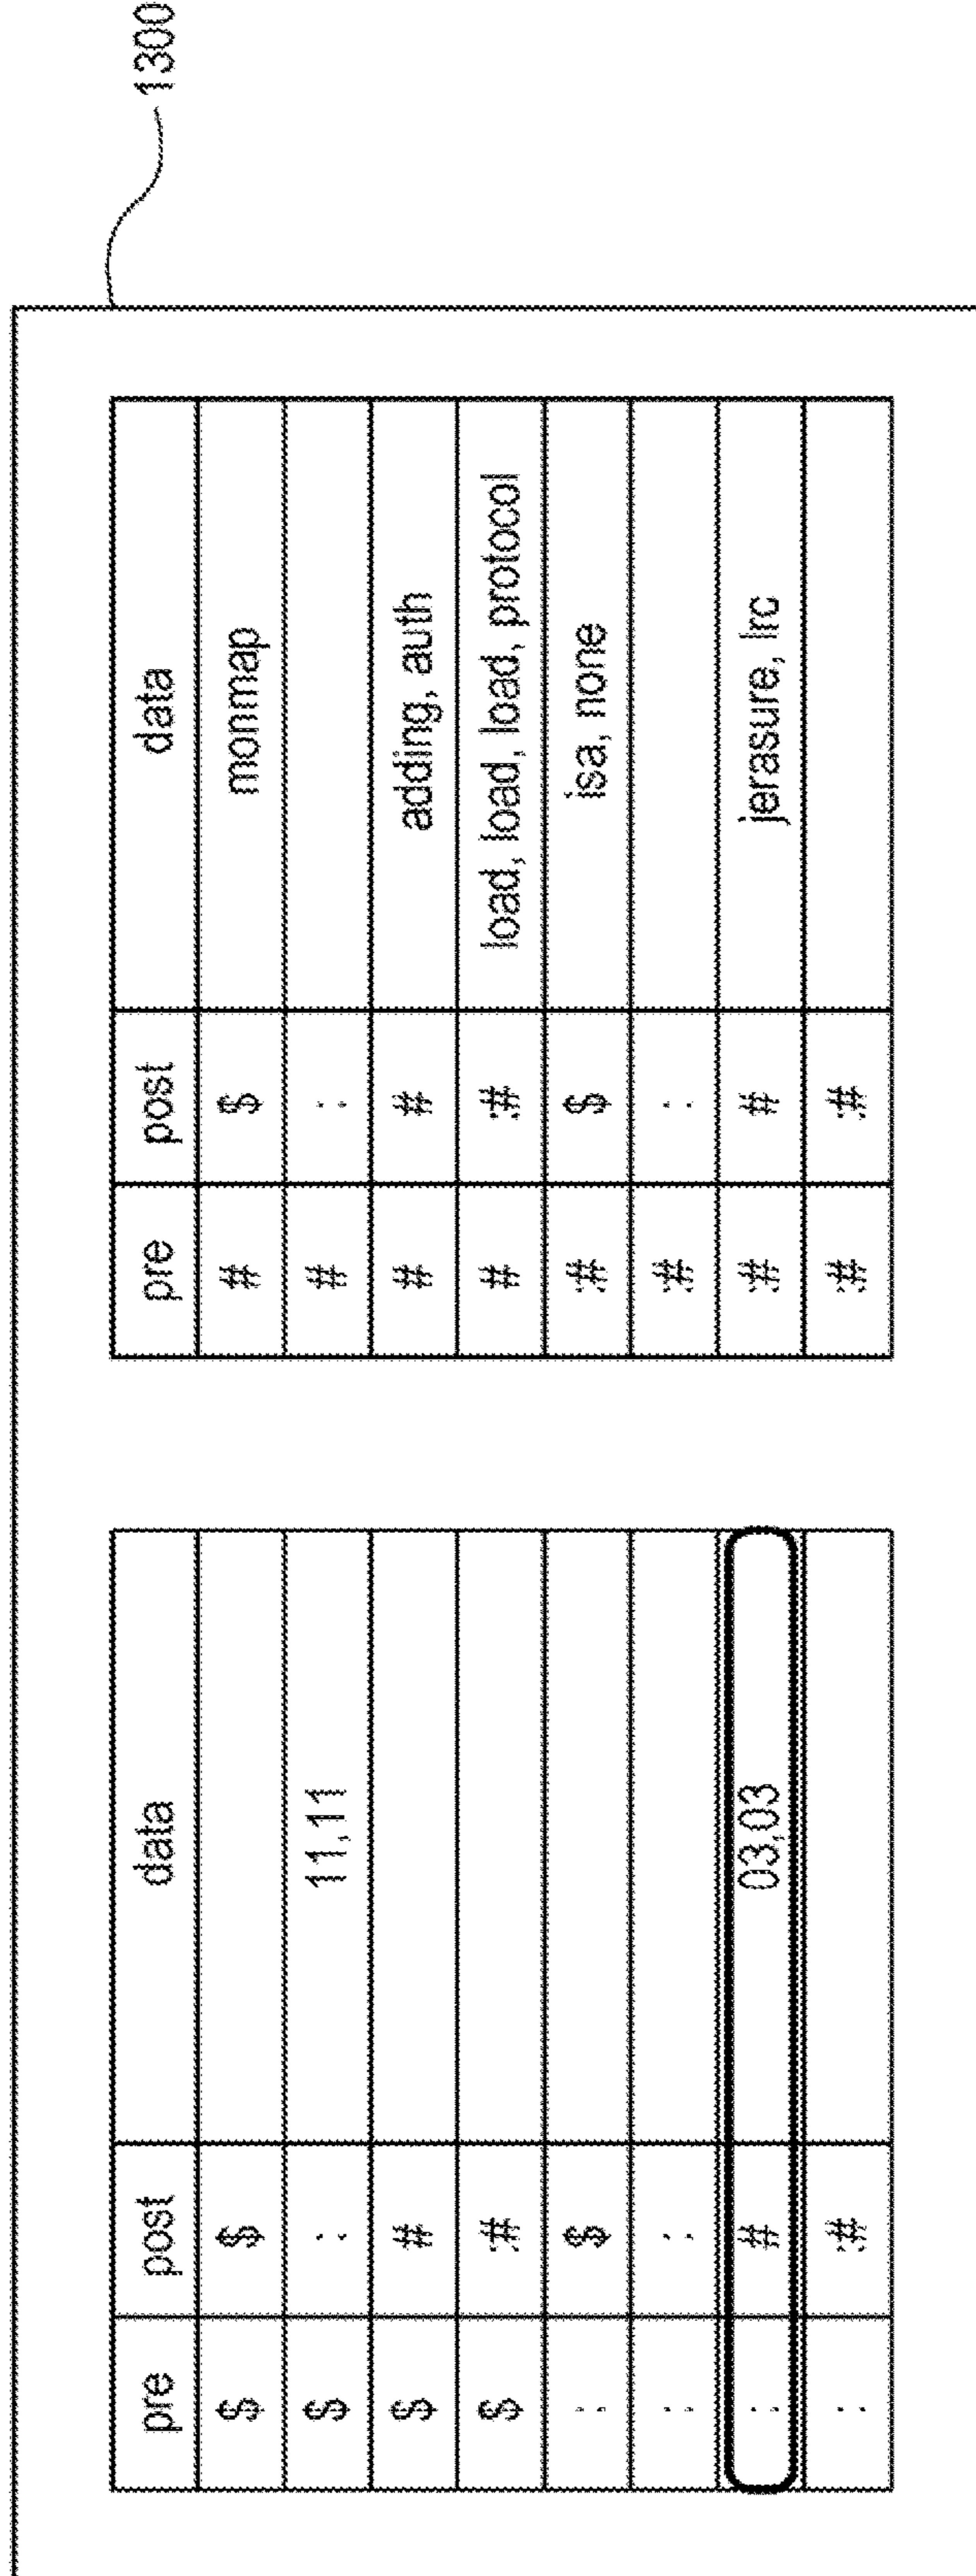 1300
pre post data
$ $
$ : 11,11
$ #
$ :#
: $
: :
: # 03,03
: :#
pre post data
# $ monmap
# :
# # adding, auth
# :# load, load, load, protocol
:# $ isa, none
:# :
:# # jerasure, lrc
:# :#